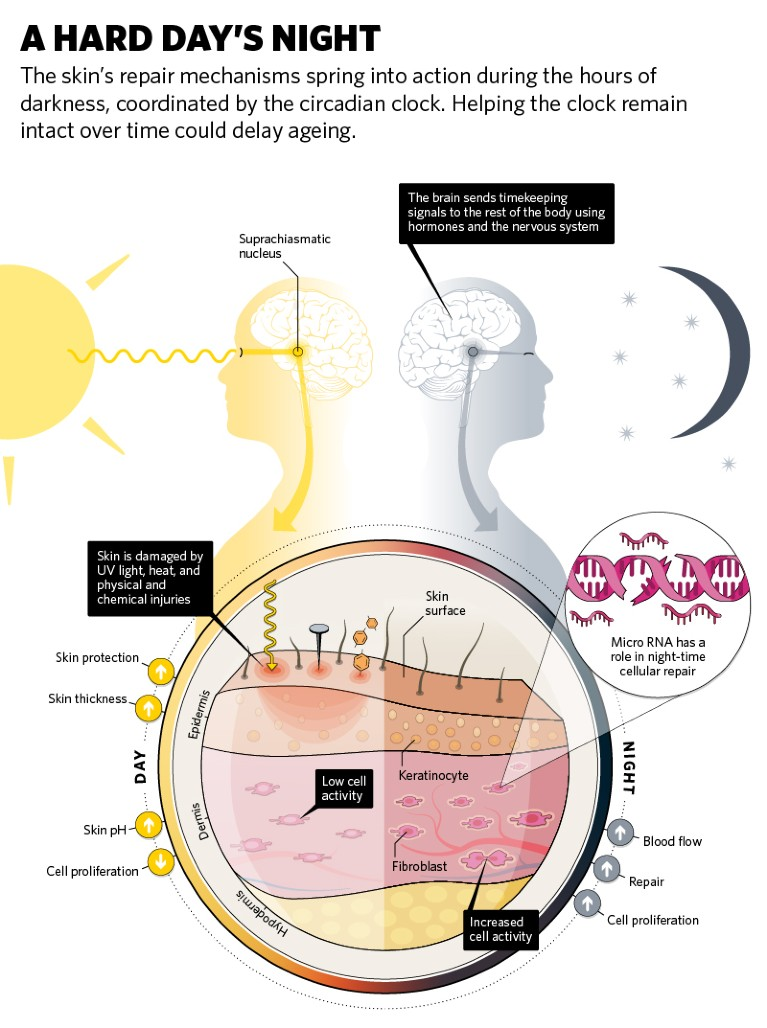 A HARD DAY'S NIGHT
The skin's repair mechanisms spring into action during the hours of
darkness, coordinated by the circadian clock. Helping the clock remain
intact over time could delay ageing.
The brain sends timekeeping
signals to the rest of the body using
hormones and the nervous system
Suprachiasmatic
nucleus
Skin is damaged by
UV light, heat, and
physical and
chemical injuries
Skin
surface
Micro RNA has a
role in night-time
cellular repair
Skin protection
Skin thickness
Epidermis
DAY
NIGHT
Keratinocyte
Low cell
activity
Dermis
Skin pH
Cell proliferation
Fibroblast
Blood flow
Repair
Cell proliferation
Hypodermis
Increased
cell activity